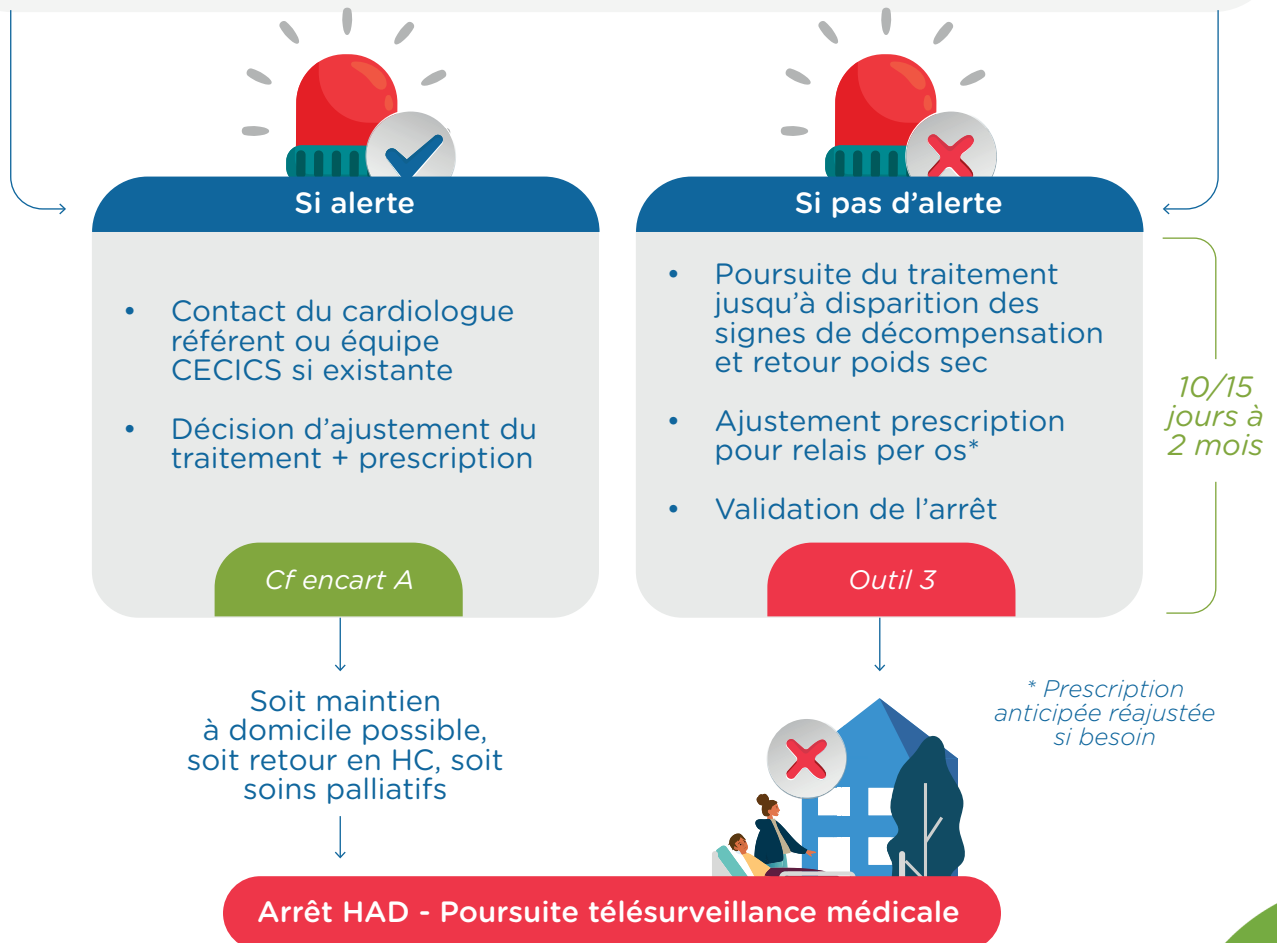 Si alerte
• Contact du cardiologue
référent ou équipe
CECICS si existante
• Décision d'ajustement du
traitement + prescription
Cf encart A
Soit maintien
à domicile possible,
soit retour en HC, soit
soins palliatifs
Si pas d'alerte
• Poursuite du traitement
jusqu'à disparition des
signes de décompensation
et retour poids sec
• Ajustement prescription
pour relais per os*
• Validation de l'arrêt
Outil 3
10/15
jours à
2 mois
* Prescription
anticipée réajustée
si besoin
Arrêt HAD - Poursuite télésurveillance médicale